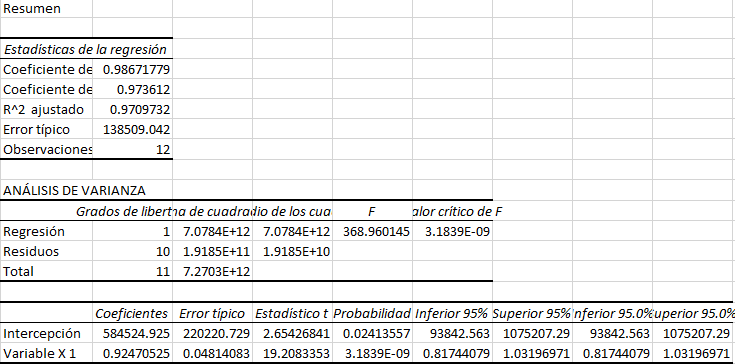 Resumen
Estadísticas de la regresión
Coeficiente de 0.98671779
Coeficiente de 0.973612
R^2 ajustado 0.9709732
Error típico 138509.042
Observaciones 12
ANÁLISIS DE VARIANZA
Grados de libert na de cuadra dio de los cua F alor crítico de F
Regresión 1 7.0784E+12 7.0784E+12 368.960145 3.1839E-09
Residuos 10 1.9185E+11 1.9185E+10
Total 11 7.2703E+12
Coeficientes Error típico Estadístico t Probabilidad Inferior 95% Superior 95% nferior 95.0% uperior 95.0%
Intercepción 584524.925 220220.729 2.65426841 0.02413557 93842.563 1075207.29 93842.563 1075207.29
Variable X 1 0.92470525 0.04814083 19.2083353 3.1839E-09 0.81744079 1.03196971 0.81744079 1.03196971